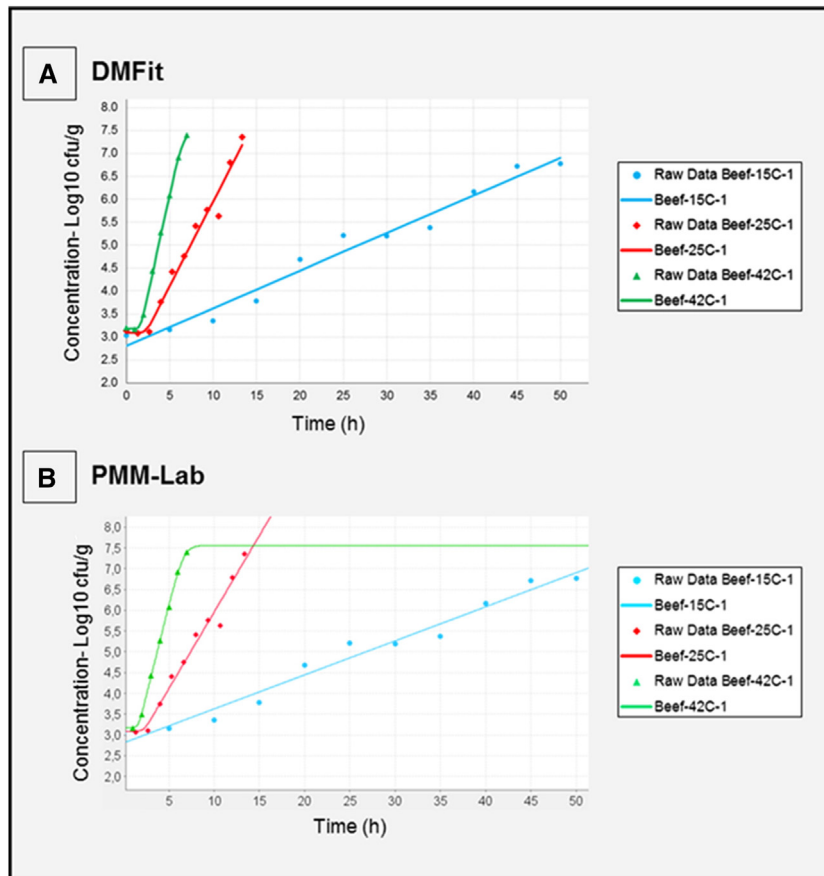 A DMFit
Concentration- Log10 cfu/g
8.0
7.5
7.0
6.5
6.0
5.5
5.0
4.5
4.0
3.5
3.0
2.5
2.0
0 5 10 15 20 25 30 35 40 45 50
Time (h)
Raw Data Beef-15C-1
Beef-15C-1
Raw Data Beef-25C-1
Beef-25C-1
Raw Data Beef-42C-1
Beef-42C-1
B PMM-Lab
Concentration- Log10 cfu/g
8,0
7,5
7,0
6,5
6,0
5,5
5,0
4,5
4,0
3,5
3,0
2,5
2,0
5 10 15 20 25 30 35 40 45 50
Time (h)
Raw Data Beef-15C-1
Beef-15C-1
Raw Data Beef-25C-1
Beef-25C-1
Raw Data Beef-42C-1
Beef-42C-1